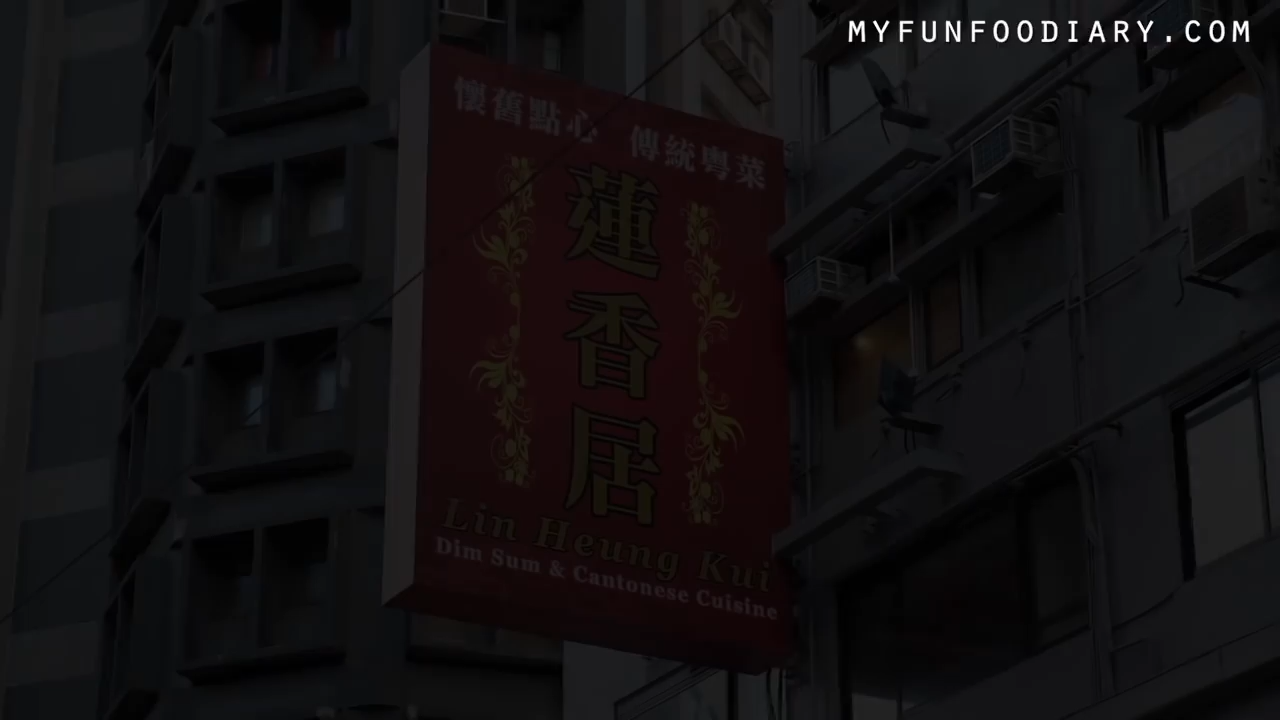 MYFUNFOODIARY.COM
懷舊點心 傳統粵菜
蓮香居
Lin Heung Kui
Dim Sum & Cantonese Cuisine